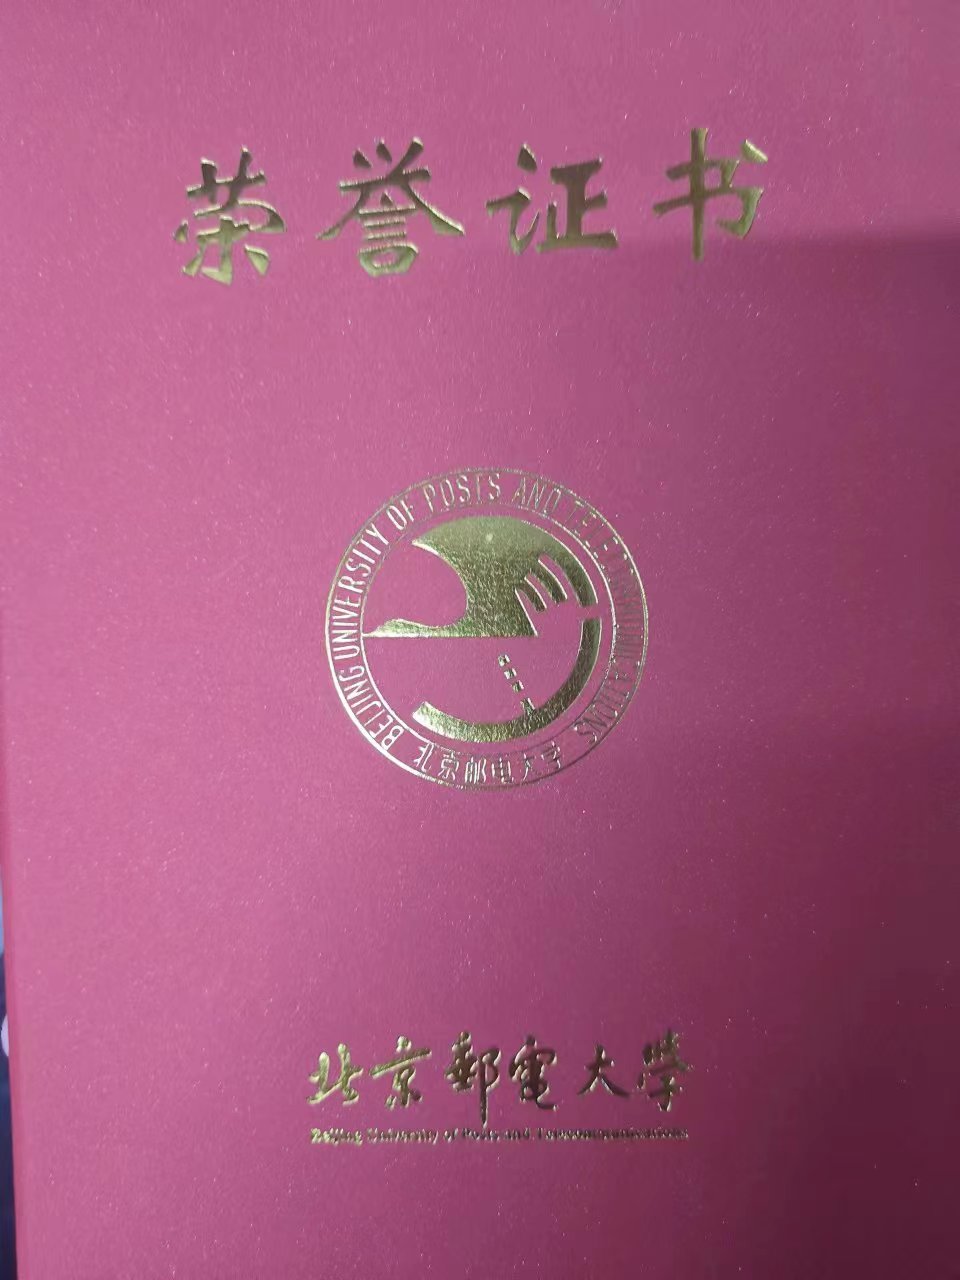 荣誉证书
BEIJING UNIVERSITY OF POSTS AND TELECOMMUNICATIONS
北京邮电大学
北京郵電大學
Beijing University of Posts and Telecommunications